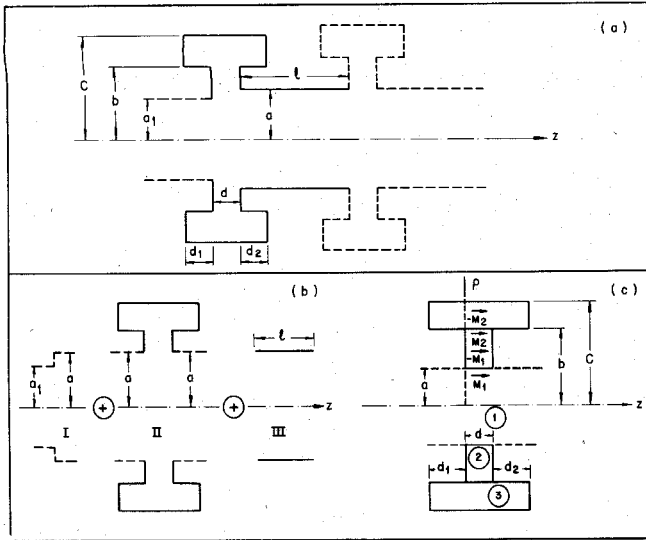 (a)
C
b
a₁
l
a
z
d
d₁
d₂
(b)
a₁
a
a
l
a
z
I
II
III
(c)
ρ
-M₂
M₂
-M₁
M₁
a
b
C
z
1
d
2
d₁
d₂
3